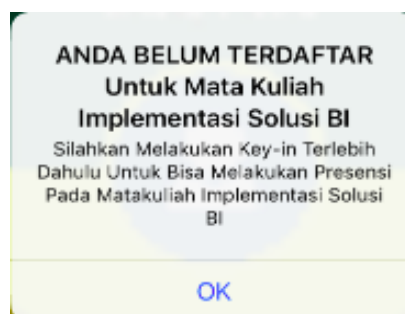 ANDA BELUM TERDAFTAR
Untuk Mata Kuliah
Implementasi Solusi BI
Silahkan Melakukan Key-in Terlebih
Dahulu Untuk Bisa Melakukan Presensi
Pada Matakuliah Implementasi Solusi
BI
OK